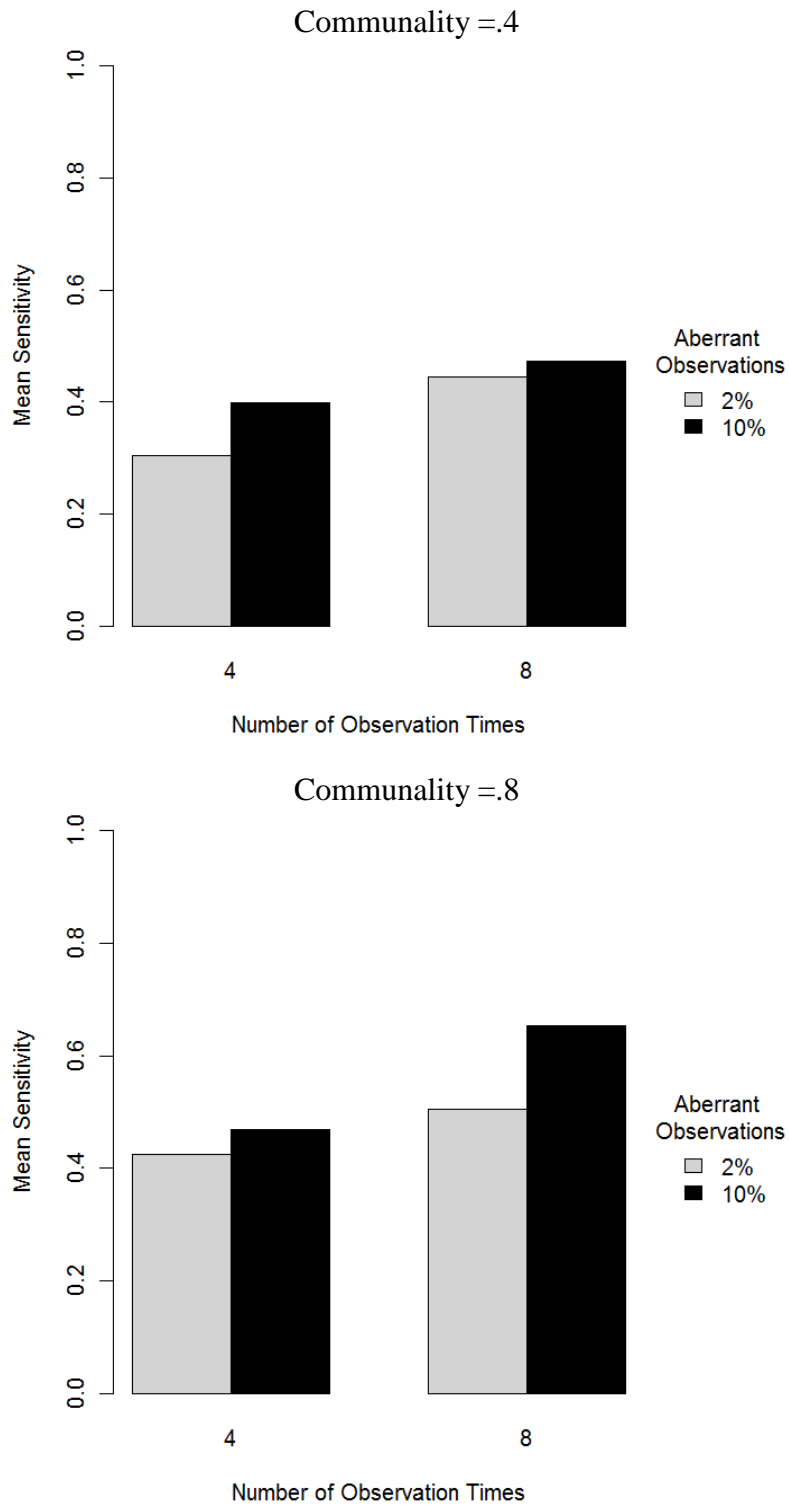 Communality =.4
1.0
0.8
0.6
0.4
0.2
0.0
Mean Sensitivity
Aberrant
Observations
2%
10%
4 8
Number of Observation Times
Communality =.8
1.0
0.8
0.6
0.4
0.2
0.0
Mean Sensitivity
Aberrant
Observations
2%
10%
4 8
Number of Observation Times